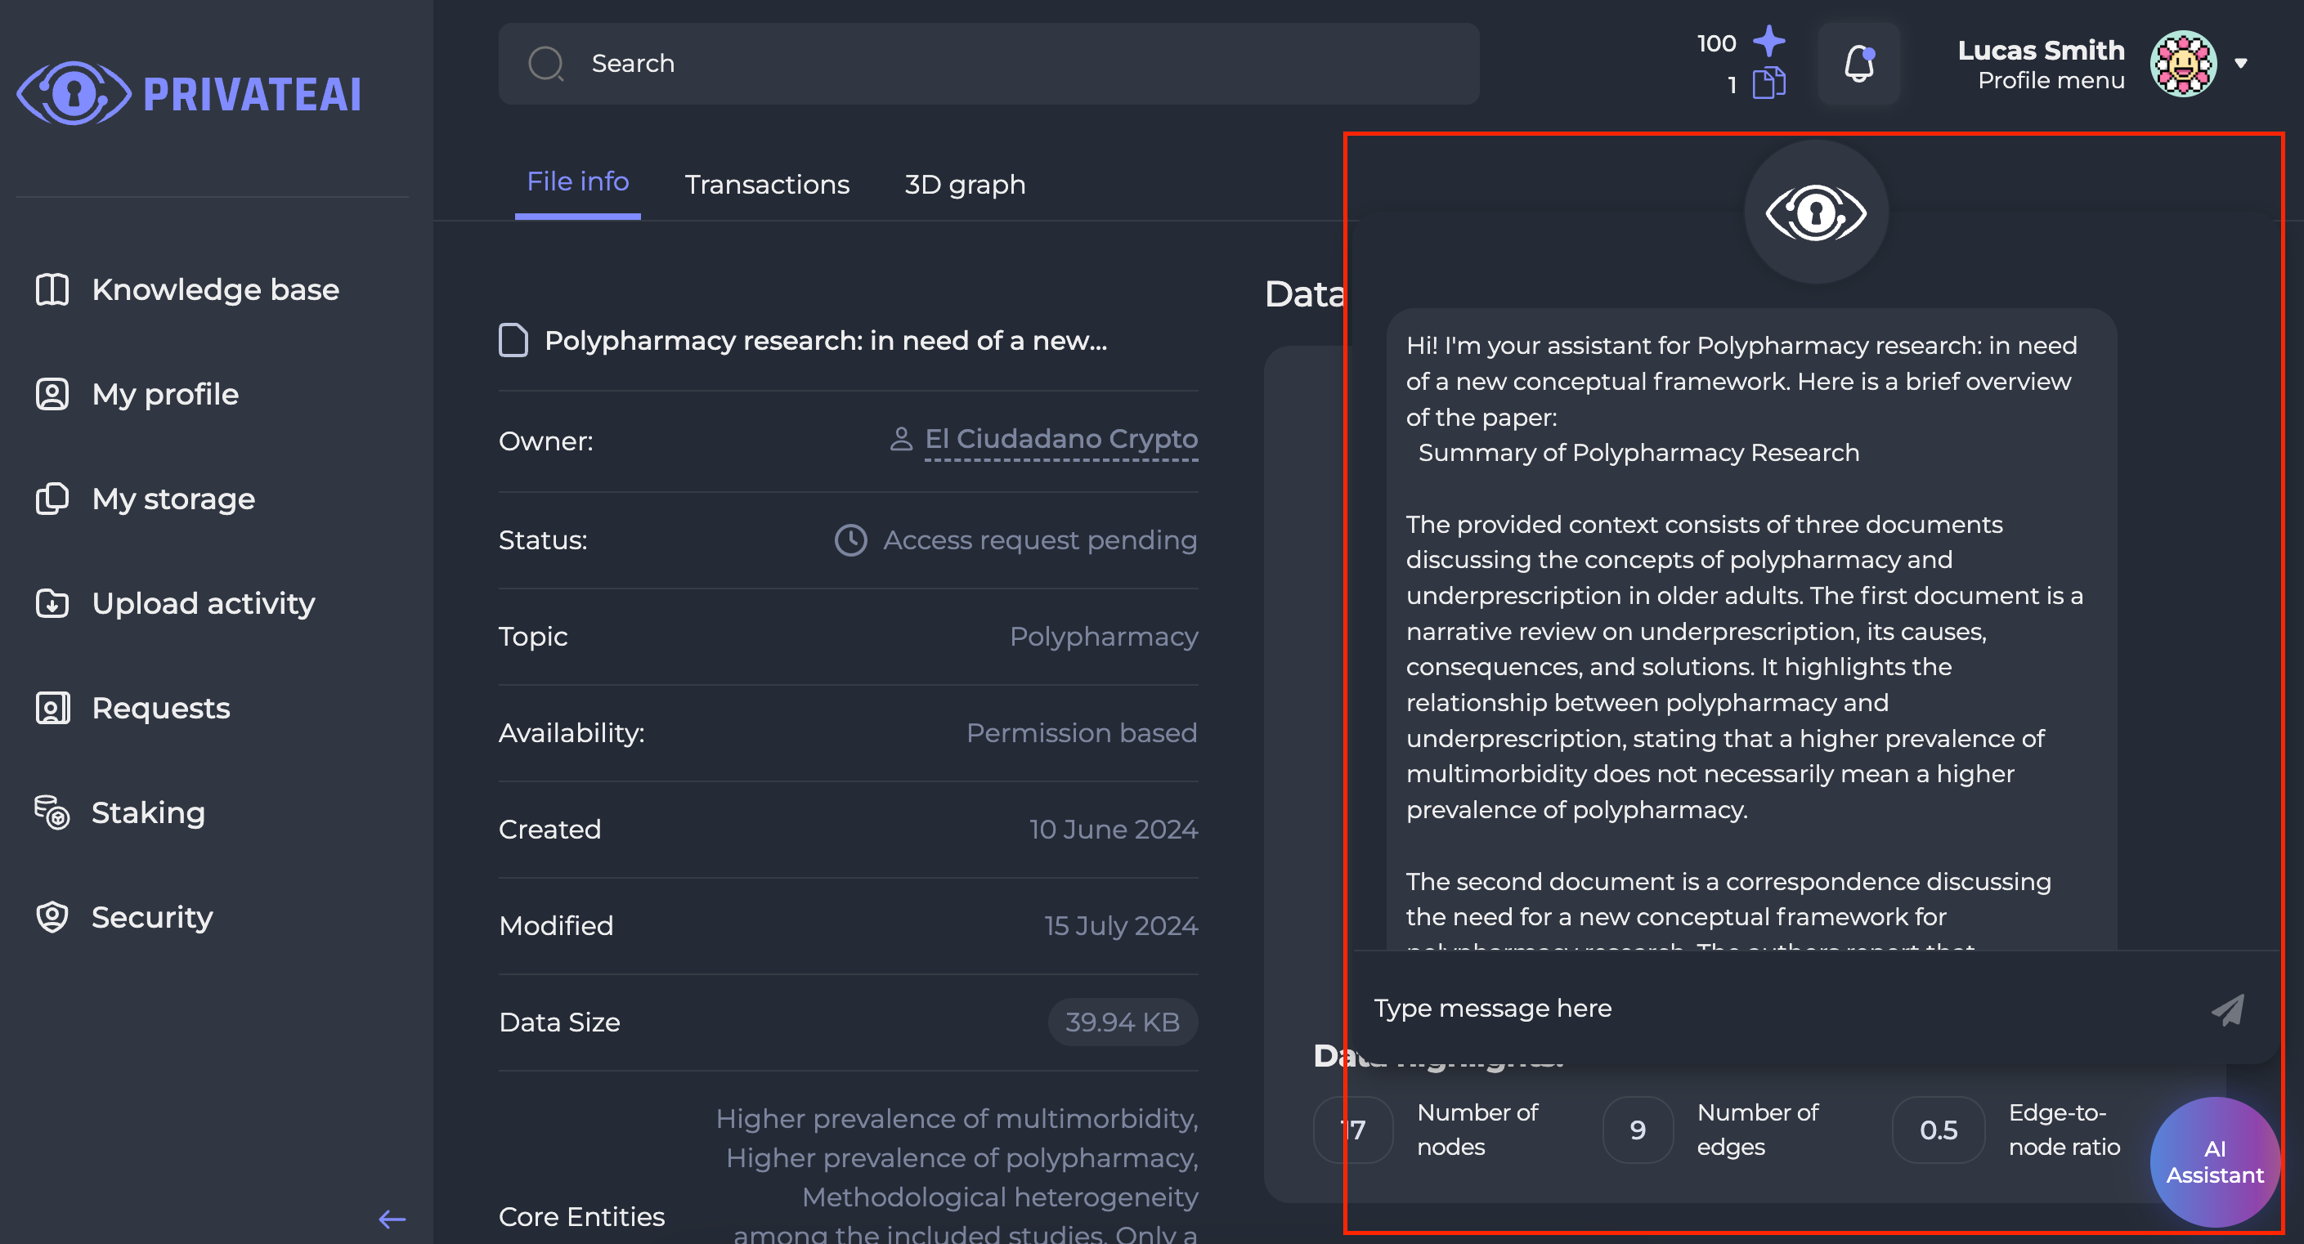 PRIVATEAI
Search
100
1
Lucas Smith
Profile menu
Knowledge base
My profile
My storage
Upload activity
Requests
Staking
Security
File info
Transactions
3D graph
Polypharmacy research: in need of a new...
Owner:
El Ciudadano Crypto
Status:
Access request pending
Topic
Polypharmacy
Availability:
Permission based
Created
10 June 2024
Modified
15 July 2024
Data Size
39.94 KB
Core Entities
Higher prevalence of multimorbidity,
Higher prevalence of polypharmacy,
Methodological heterogeneity
among the included studies, Only a
Data
Hi! I'm your assistant for Polypharmacy research: in need
of a new conceptual framework. Here is a brief overview
of the paper:
Summary of Polypharmacy Research
The provided context consists of three documents
discussing the concepts of polypharmacy and
underprescription in older adults. The first document is a
narrative review on underprescription, its causes,
consequences, and solutions. It highlights the
relationship between polypharmacy and
underprescription, stating that a higher prevalence of
multimorbidity does not necessarily mean a higher
prevalence of polypharmacy.
The second document is a correspondence discussing
the need for a new conceptual framework for
polypharmacy research. The authors report that
Type message here
Data highlights:
17
Number of
nodes
9
Number of
edges
0.5
Edge-to-
node ratio
AI
Assistant